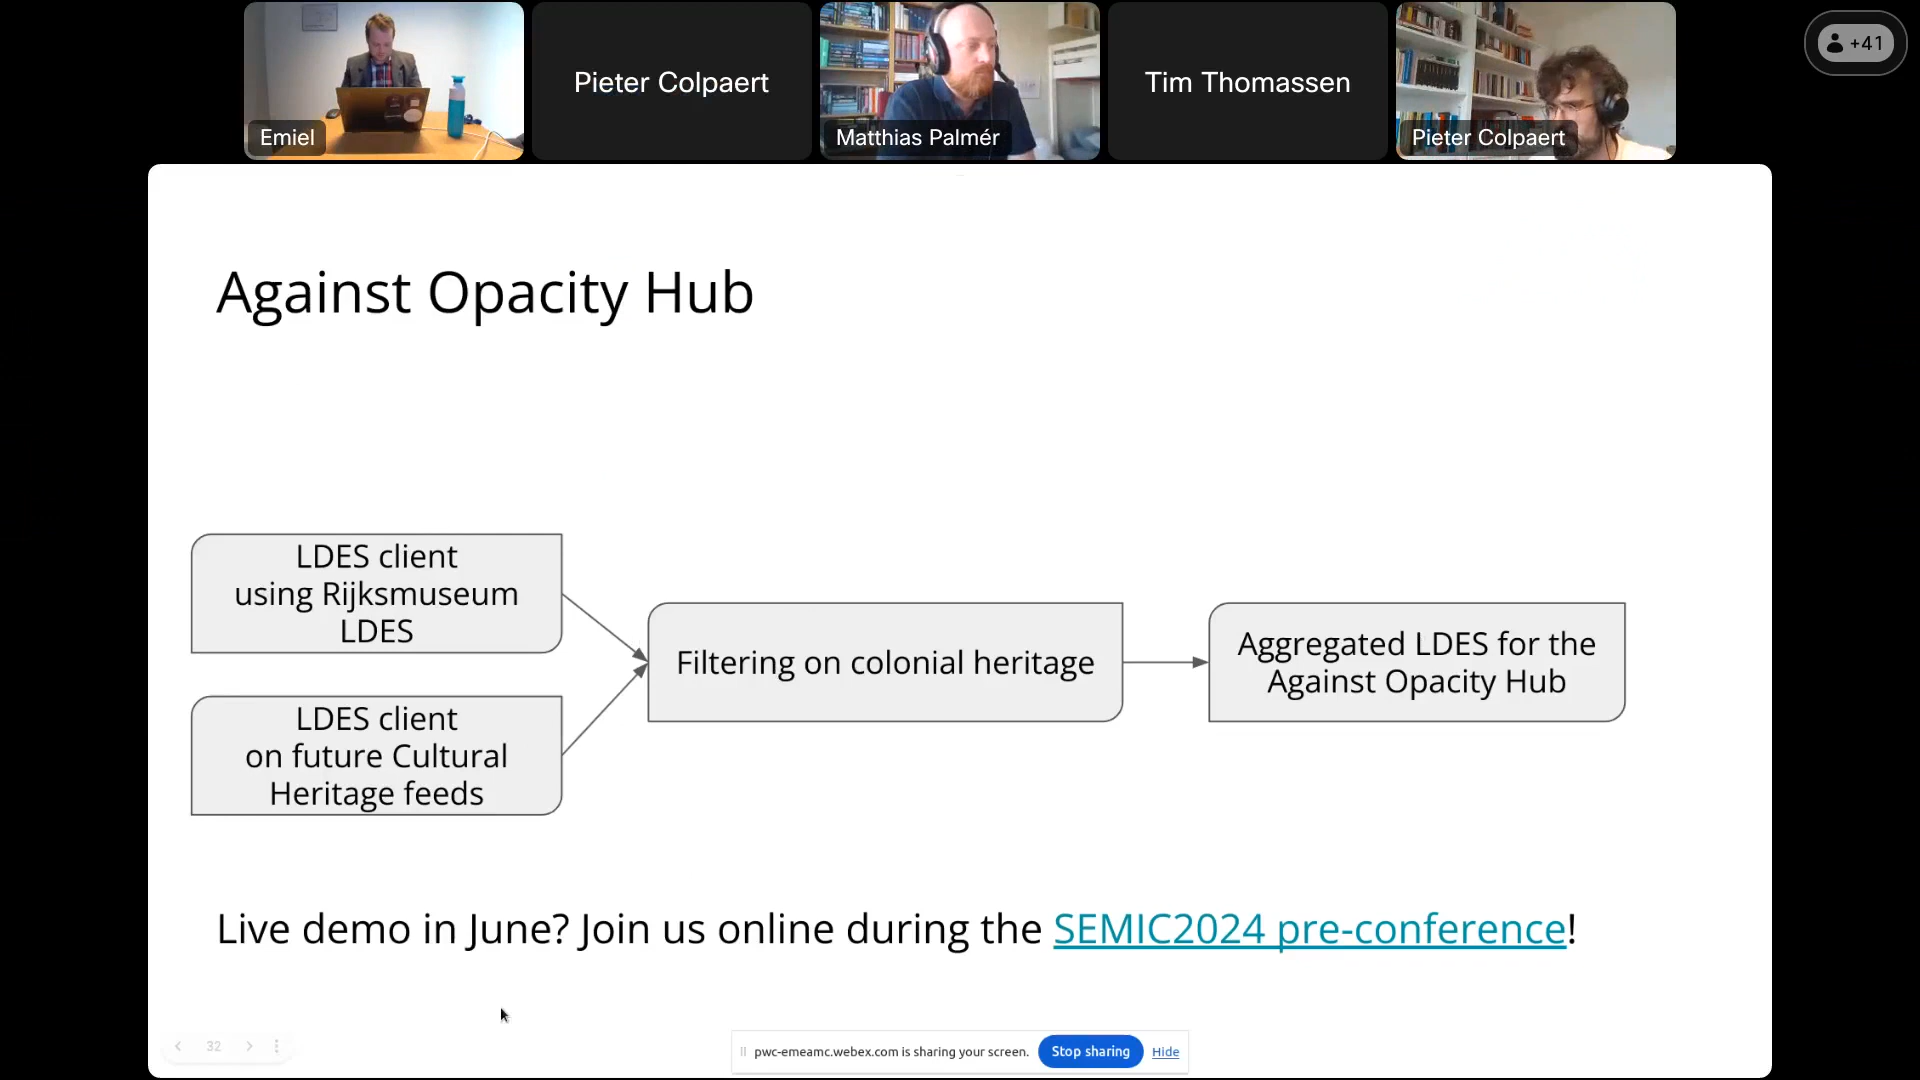 Emiel
Pieter Colpaert
Matthias Palmér
Tim Thomassen
Pieter Colpaert
+41
Against Opacity Hub
LDES client
using Rijksmuseum
LDES
LDES client
on future Cultural
Heritage feeds
Filtering on colonial heritage
Aggregated LDES for the
Against Opacity Hub
Live demo in June? Join us online during the SEMIC2024 pre-conference!
32
pwc-emeamc.webex.com is sharing your screen. Stop sharing Hide